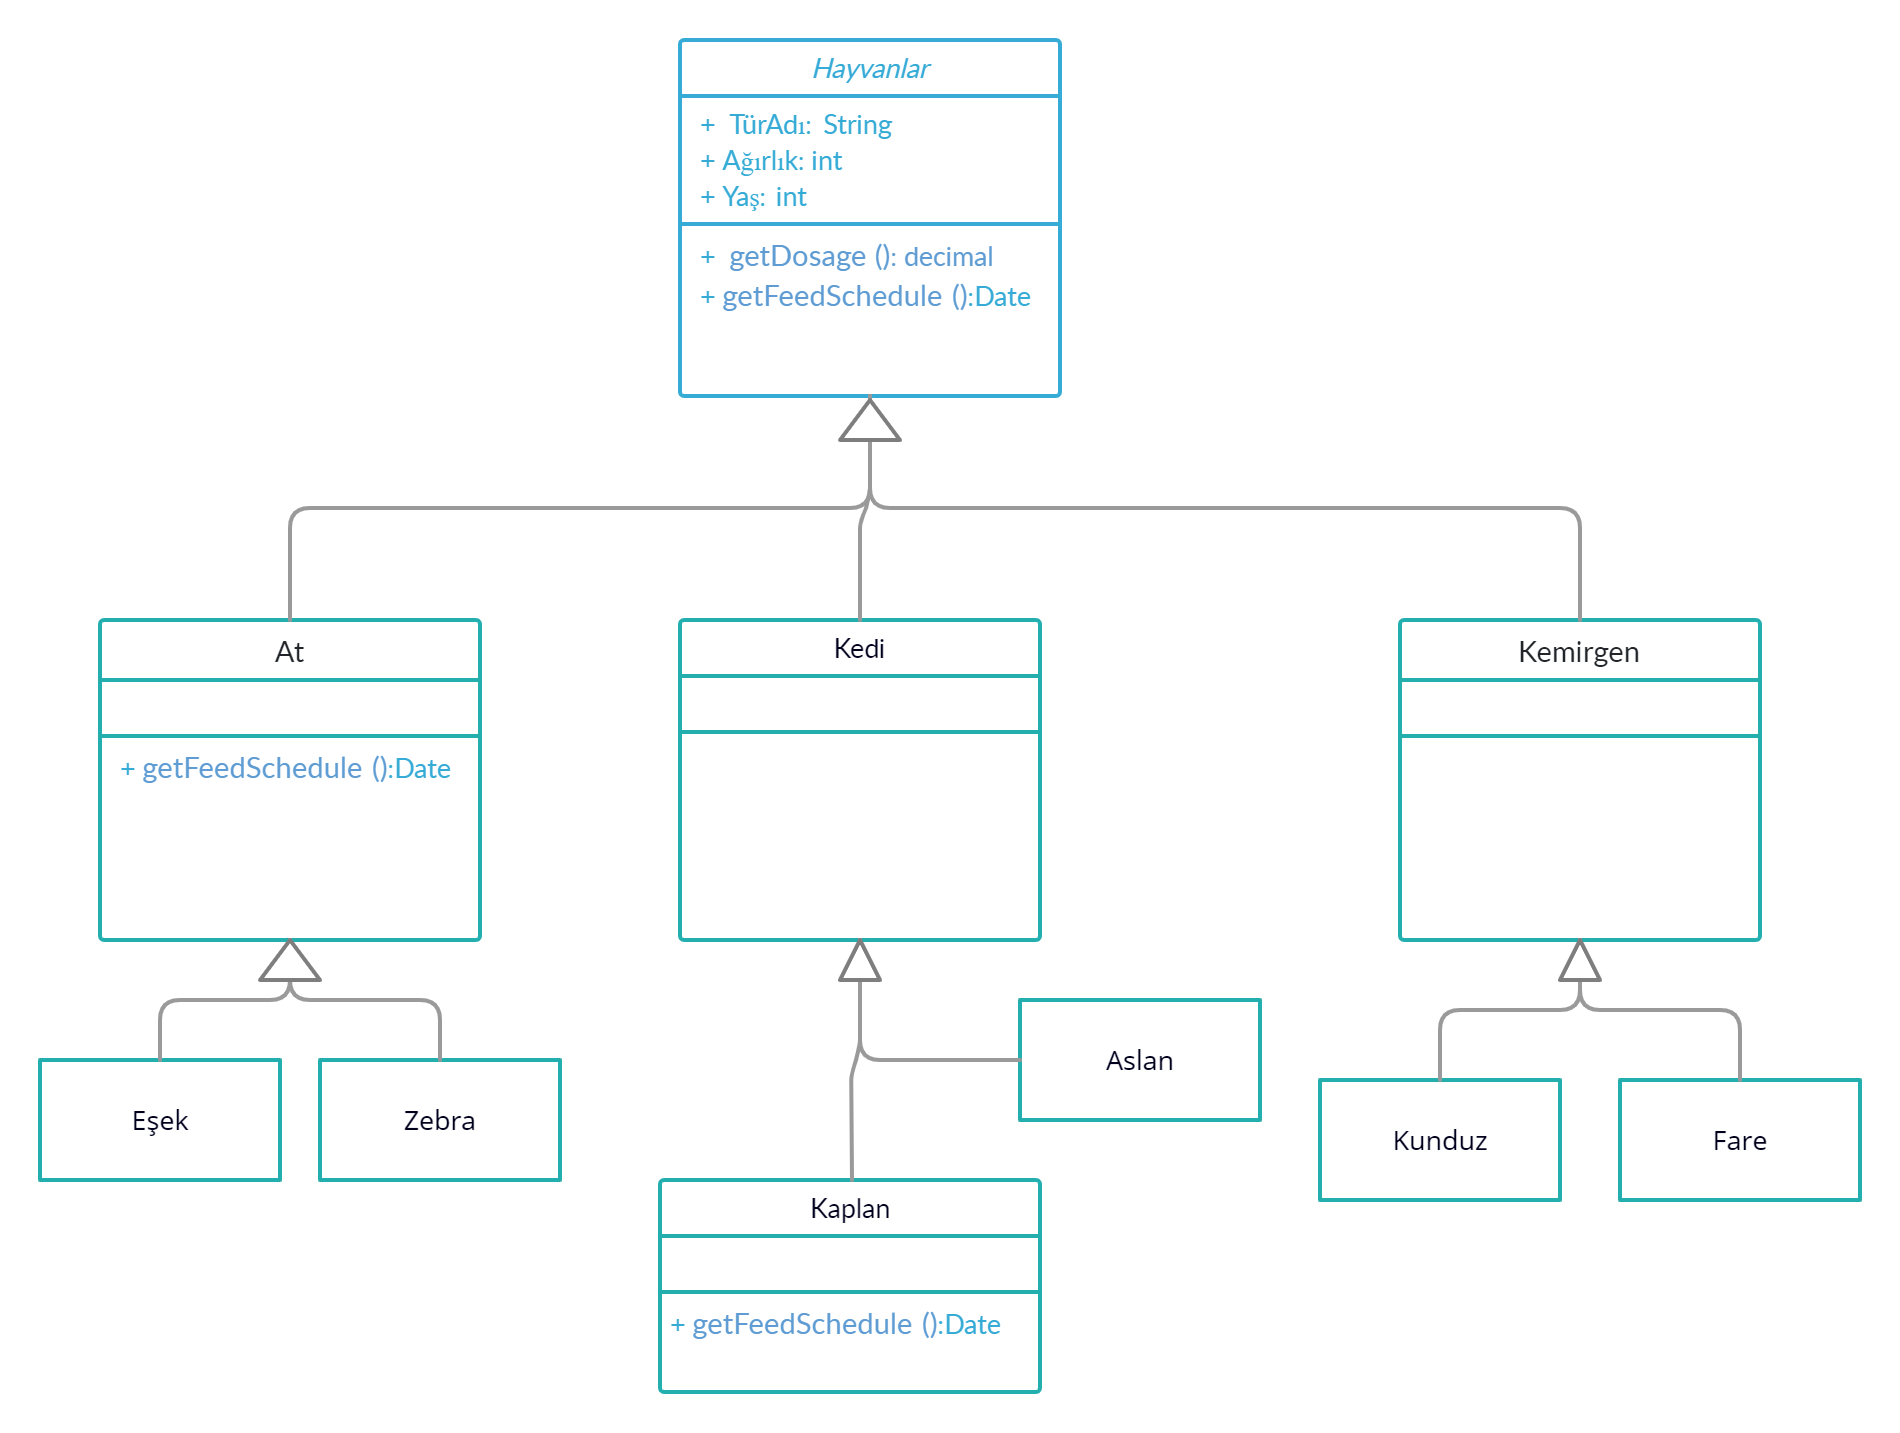 Hayvanlar
+ TürAdı: String
+ Ağırlık: int
+ Yaş: int
+ getDosage (): decimal
+ getFeedSchedule ():Date
At
Kedi
Kemirgen
+ getFeedSchedule ():Date
Aslan
Eşek
Zebra
Kunduz
Fare
Kaplan
+ getFeedSchedule ():Date